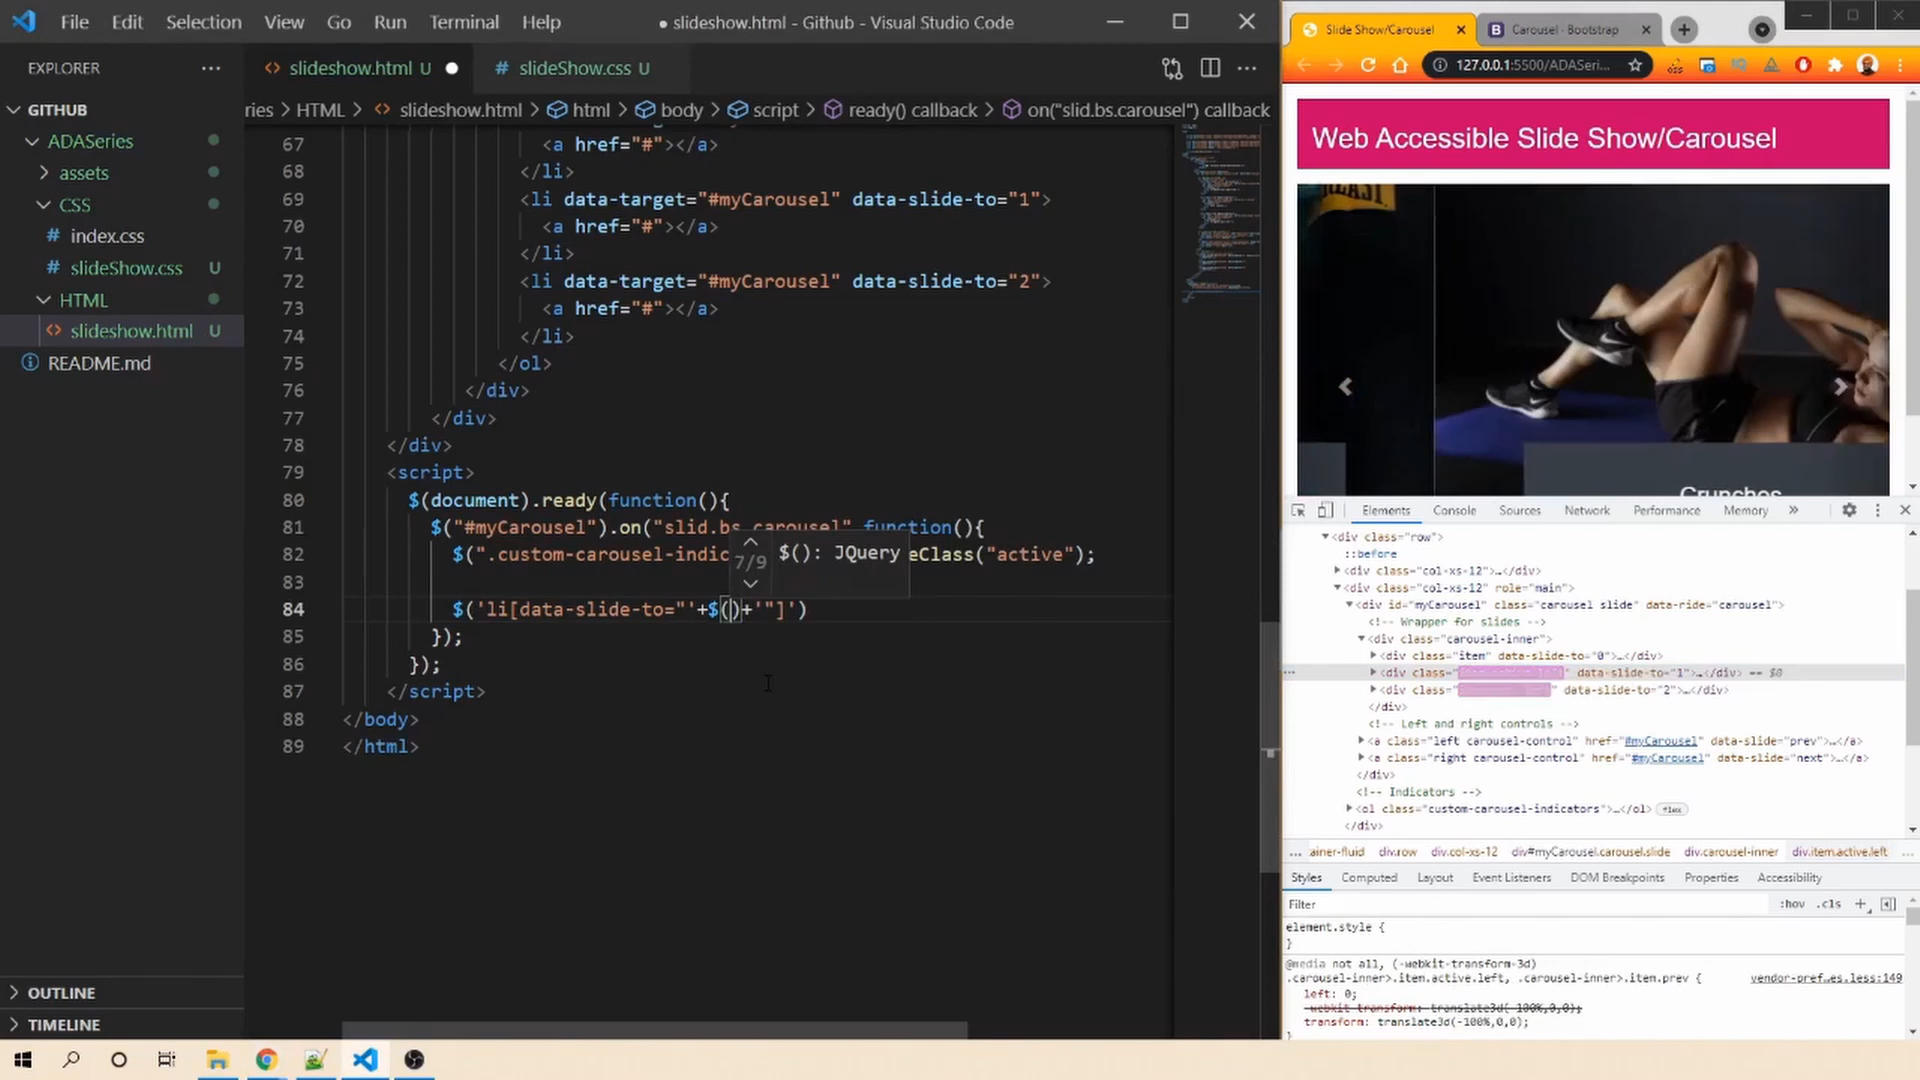 File Edit Selection View Go Run Terminal Help
● slideshow.html - Github - Visual Studio Code
EXPLORER ...
GITHUB
ADASeries
assets
CSS
# index.css
# slideShow.css U
HTML
<> slideshow.html U
README.md
OUTLINE
TIMELINE
<> slideshow.html U ●
# slideShow.css U
ries > HTML > <> slideshow.html > html > body > script > ready() callback > on("slid.bs.carousel") callback
67 <a href="#"></a>
68 </li>
69 <li data-target="#myCarousel" data-slide-to="1">
70 <a href="#"></a>
71 </li>
72 <li data-target="#myCarousel" data-slide-to="2">
73 <a href="#"></a>
74 </li>
75 </ol>
76 </div>
77 </div>
78 </div>
79 <script>
80 $(document).ready(function(){
81 $("#myCarousel").on("slid.bs.carousel" function(){
82 $(".custom-carousel-indic eClass("active");
7/9 $(): JQuery
83
84 $('li[data-slide-to="'+$()+'"]')
85 });
86 });
87 </script>
88 </body>
89 </html>
Slide Show/Carousel
B Carousel · Bootstrap
127.0.0.1:5500/ADASeri...
Web Accessible Slide Show/Carousel
Crunches
Elements Console Sources Network Performance Memory »
<div class="row">
::before
<div class="col-xs-12">…</div>
<div class="col-xs-12" role="main">
<div id="myCarousel" class="carousel slide" data-ride="carousel">
<!-- Wrapper for slides -->
<div class="carousel-inner">
<div class="item" data-slide-to="0">…</div>
<div class=" " data-slide-to="1">…</div> == $0
<div class=" " data-slide-to="2">…</div>
</div>
<!-- Left and right controls -->
<a class="left carousel-control" href="#myCarousel" data-slide="prev">…</a>
<a class="right carousel-control" href="#myCarousel" data-slide="next">…</a>
</div>
<!-- Indicators -->
<ol class="custom-carousel-indicators">…</ol> flex
</div>
... ainer-fluid div.row div.col-xs-12 div#myCarousel.carousel.slide div.carousel-inner div.item.active.left ...
Styles Computed Layout Event Listeners DOM Breakpoints Properties Accessibility
Filter :hov .cls +
element.style {
}
@media not all, (-webkit-transform-3d)
.carousel-inner>.item.active.left, .carousel-inner>.item.prev { vendor-pref…es.less:149
left: 0;
-webkit-transform: translate3d(-100%,0,0);
transform: translate3d(-100%,0,0);
}